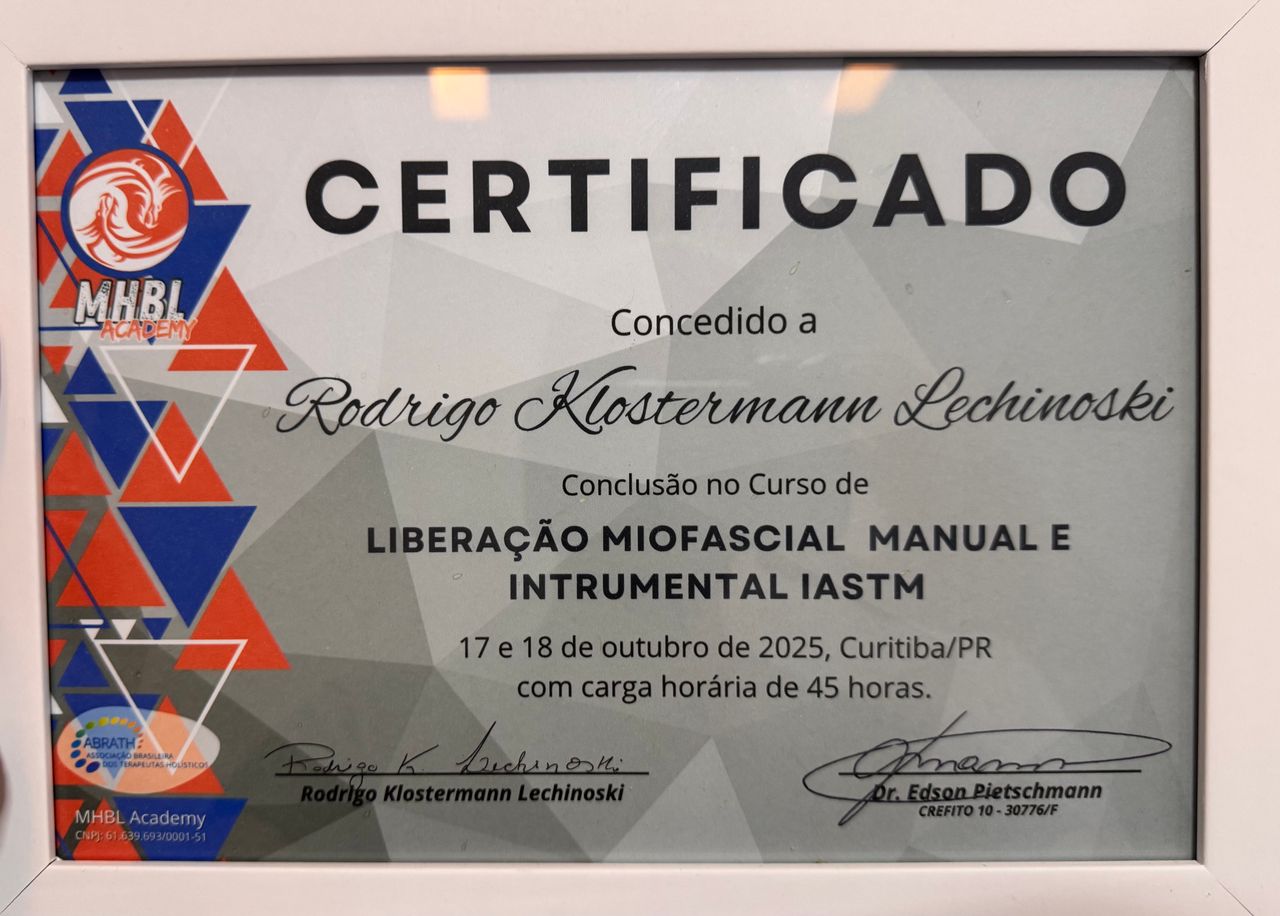 CERTIFICADO
MHBL
ACADEMY
Concedido a
Rodrigo Klostermann Lechinoski
Conclusão no Curso de
LIBERAÇÃO MIOFASCIAL MANUAL E
INTRUMENTAL IASTM
17 e 18 de outubro de 2025, Curitiba/PR
com carga horária de 45 horas.
ABRATH
ASSOCIAÇÃO BRASILEIRA
DOS TERAPEUTAS HOLÍSTICOS
MHBL Academy
CNPJ: 61.639.693/0001-51
Rodrigo K. Lechinoski
Rodrigo Klostermann Lechinoski
Dr. Edson Pietschmann
CREFITO 10 - 30776/F